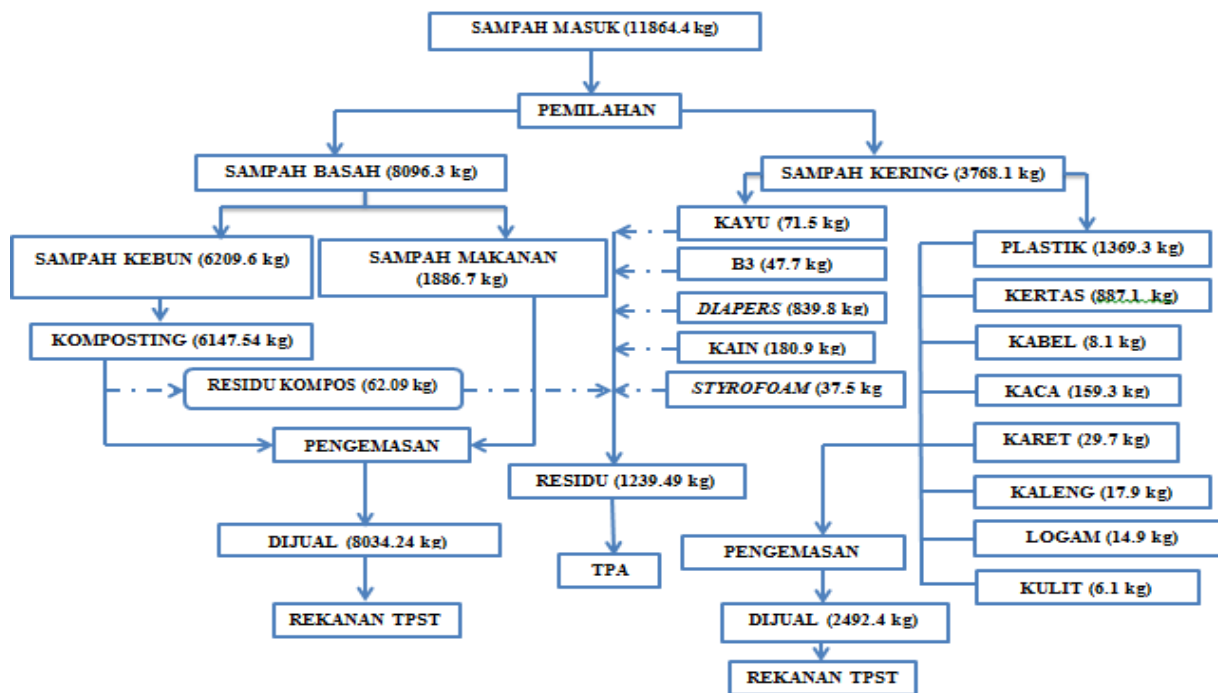 SAMPAH MASUK (11864.4 kg)
PEMILAHAN
SAMPAH BASAH (8096.3 kg)
SAMPAH KERING (3768.1 kg)
SAMPAH KEBUN (6209.6 kg)
SAMPAH MAKANAN
(1886.7 kg)
KOMPOSTING (6147.54 kg)
RESIDU KOMPOS (62.09 kg)
PENGEMASAN
DIJUAL (8034.24 kg)
REKANAN TPST
KAYU (71.5 kg)
B3 (47.7 kg)
DIAPERS (839.8 kg)
KAIN (180.9 kg)
STYROFOAM (37.5 kg
RESIDU (1239.49 kg)
TPA
PLASTIK (1369.3 kg)
KERTAS (887.1 kg)
KABEL (8.1 kg)
KACA (159.3 kg)
KARET (29.7 kg)
KALENG (17.9 kg)
LOGAM (14.9 kg)
KULIT (6.1 kg)
PENGEMASAN
DIJUAL (2492.4 kg)
REKANAN TPST